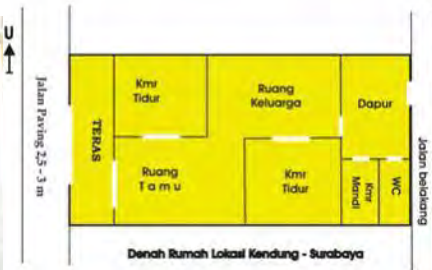 U
Jalan Paving 2,5 - 3 m
TERAS
Kmr
Tidur
Ruang
Keluarga
Dapur
Ruang
T a m u
Kmr
Tidur
Kmr
Mandi
WC
Jalan belakang
Denah Rumah Lokasi Kendung - Surabaya